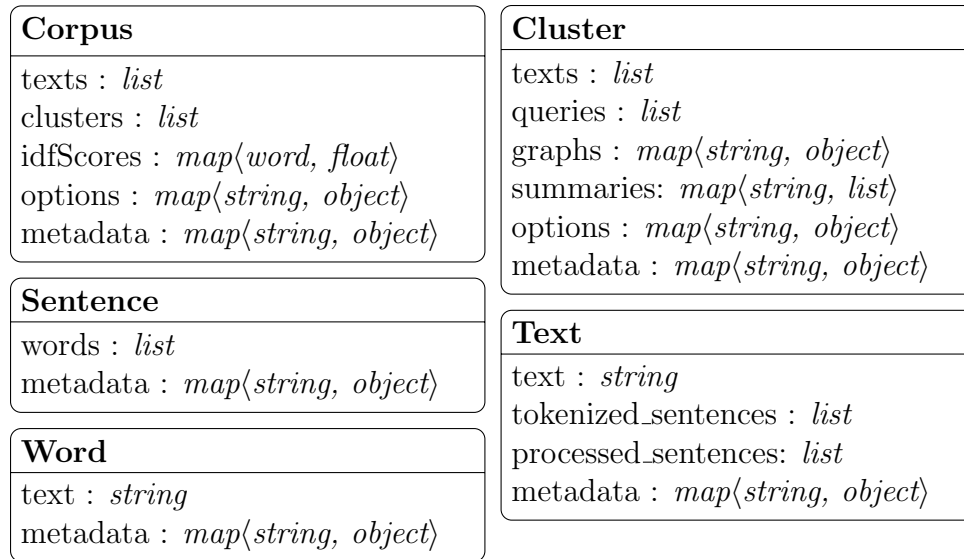 Corpus
texts : list
clusters : list
idfScores : map⟨word, float⟩
options : map⟨string, object⟩
metadata : map⟨string, object⟩
Sentence
words : list
metadata : map⟨string, object⟩
Word
text : string
metadata : map⟨string, object⟩
Cluster
texts : list
queries : list
graphs : map⟨string, object⟩
summaries: map⟨string, list⟩
options : map⟨string, object⟩
metadata : map⟨string, object⟩
Text
text : string
tokenized_sentences : list
processed_sentences: list
metadata : map⟨string, object⟩